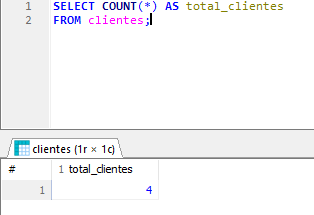 1 SELECT COUNT(*) AS total_clientes
2 FROM clientes;
clientes (1r × 1c)
# 1 total_clientes
1 4